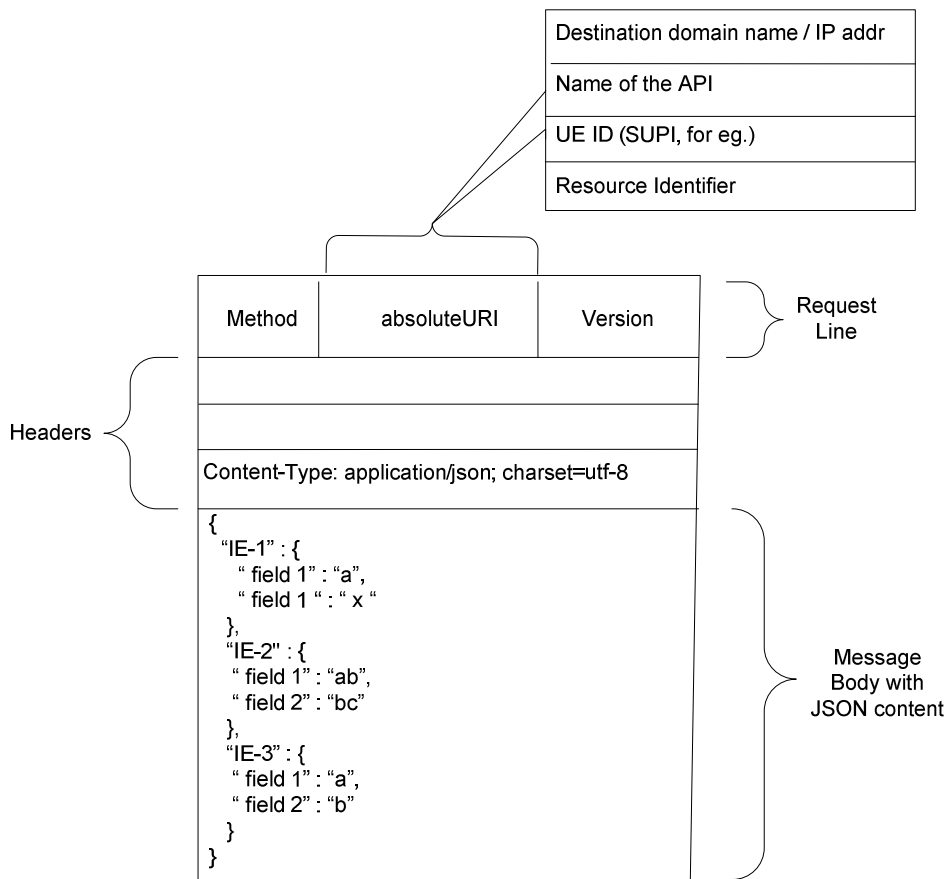 Destination domain name / IP addr
Name of the API
UE ID (SUPI, for eg.)
Resource Identifier
Method
absoluteURI
Version
Request
Line
Headers
Content-Type: application/json; charset=utf-8
{
“IE-1” : {
“ field 1” : “a”,
“ field 1 “ : “ x “
},
“IE-2" : {
“ field 1” : “ab”,
“ field 2” : “bc”
},
“IE-3” : {
“ field 1” : “a”,
“ field 2” : “b”
}
}
Message
Body with
JSON content